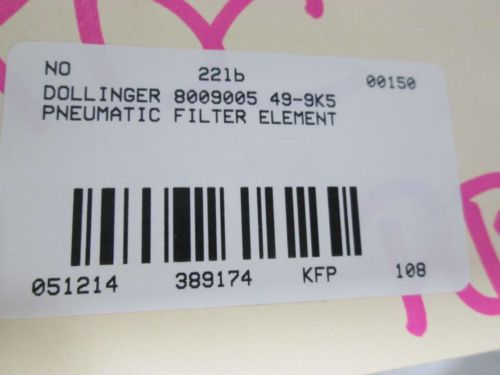 NO 221b 00150
DOLLINGER 8009005 49-9K5
PNEUMATIC FILTER ELEMENT
051214 389174 KFP 108